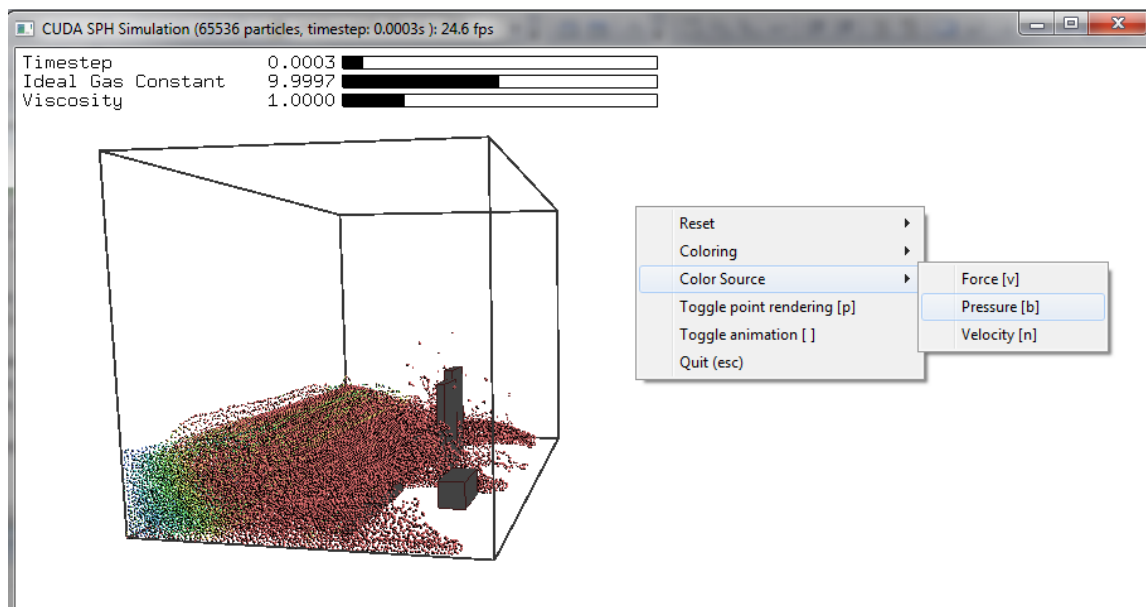 CUDA SPH Simulation (65536 particles, timestep: 0.0003s ): 24.6 fps
Timestep 0.0003
Ideal Gas Constant 9.9997
Viscosity 1.0000
Reset
Coloring
Color Source
Toggle point rendering [p]
Toggle animation [ ]
Quit (esc)
Force [v]
Pressure [b]
Velocity [n]